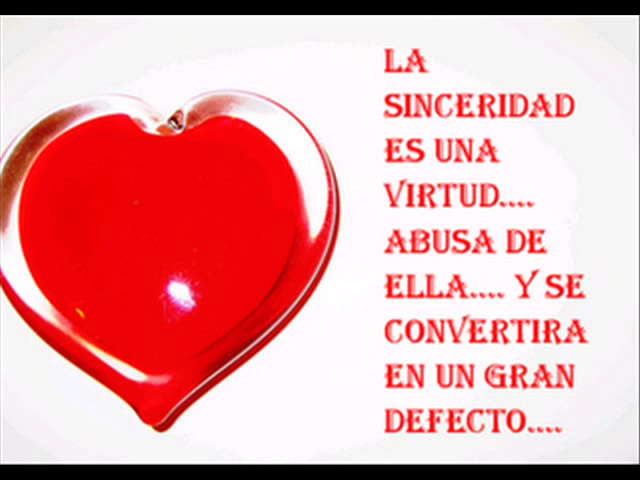 LA
SINCERIDAD
ES UNA
VIRTUD....
ABUSA DE
ELLA.... Y SE
CONVERTIRA
EN UN GRAN
DEFECTO....